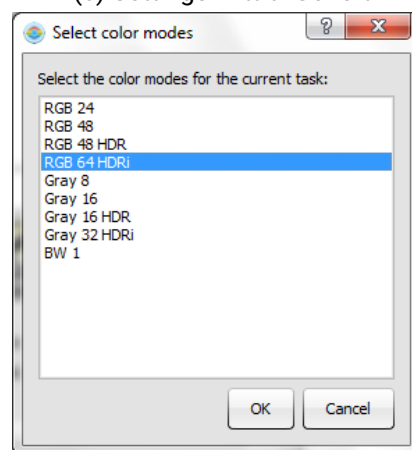 Select color modes
?
X
Select the color modes for the current task:
RGB 24
RGB 48
RGB 48 HDR
RGB 64 HDRi
Gray 8
Gray 16
Gray 16 HDR
Gray 32 HDRi
BW 1
OK
Cancel